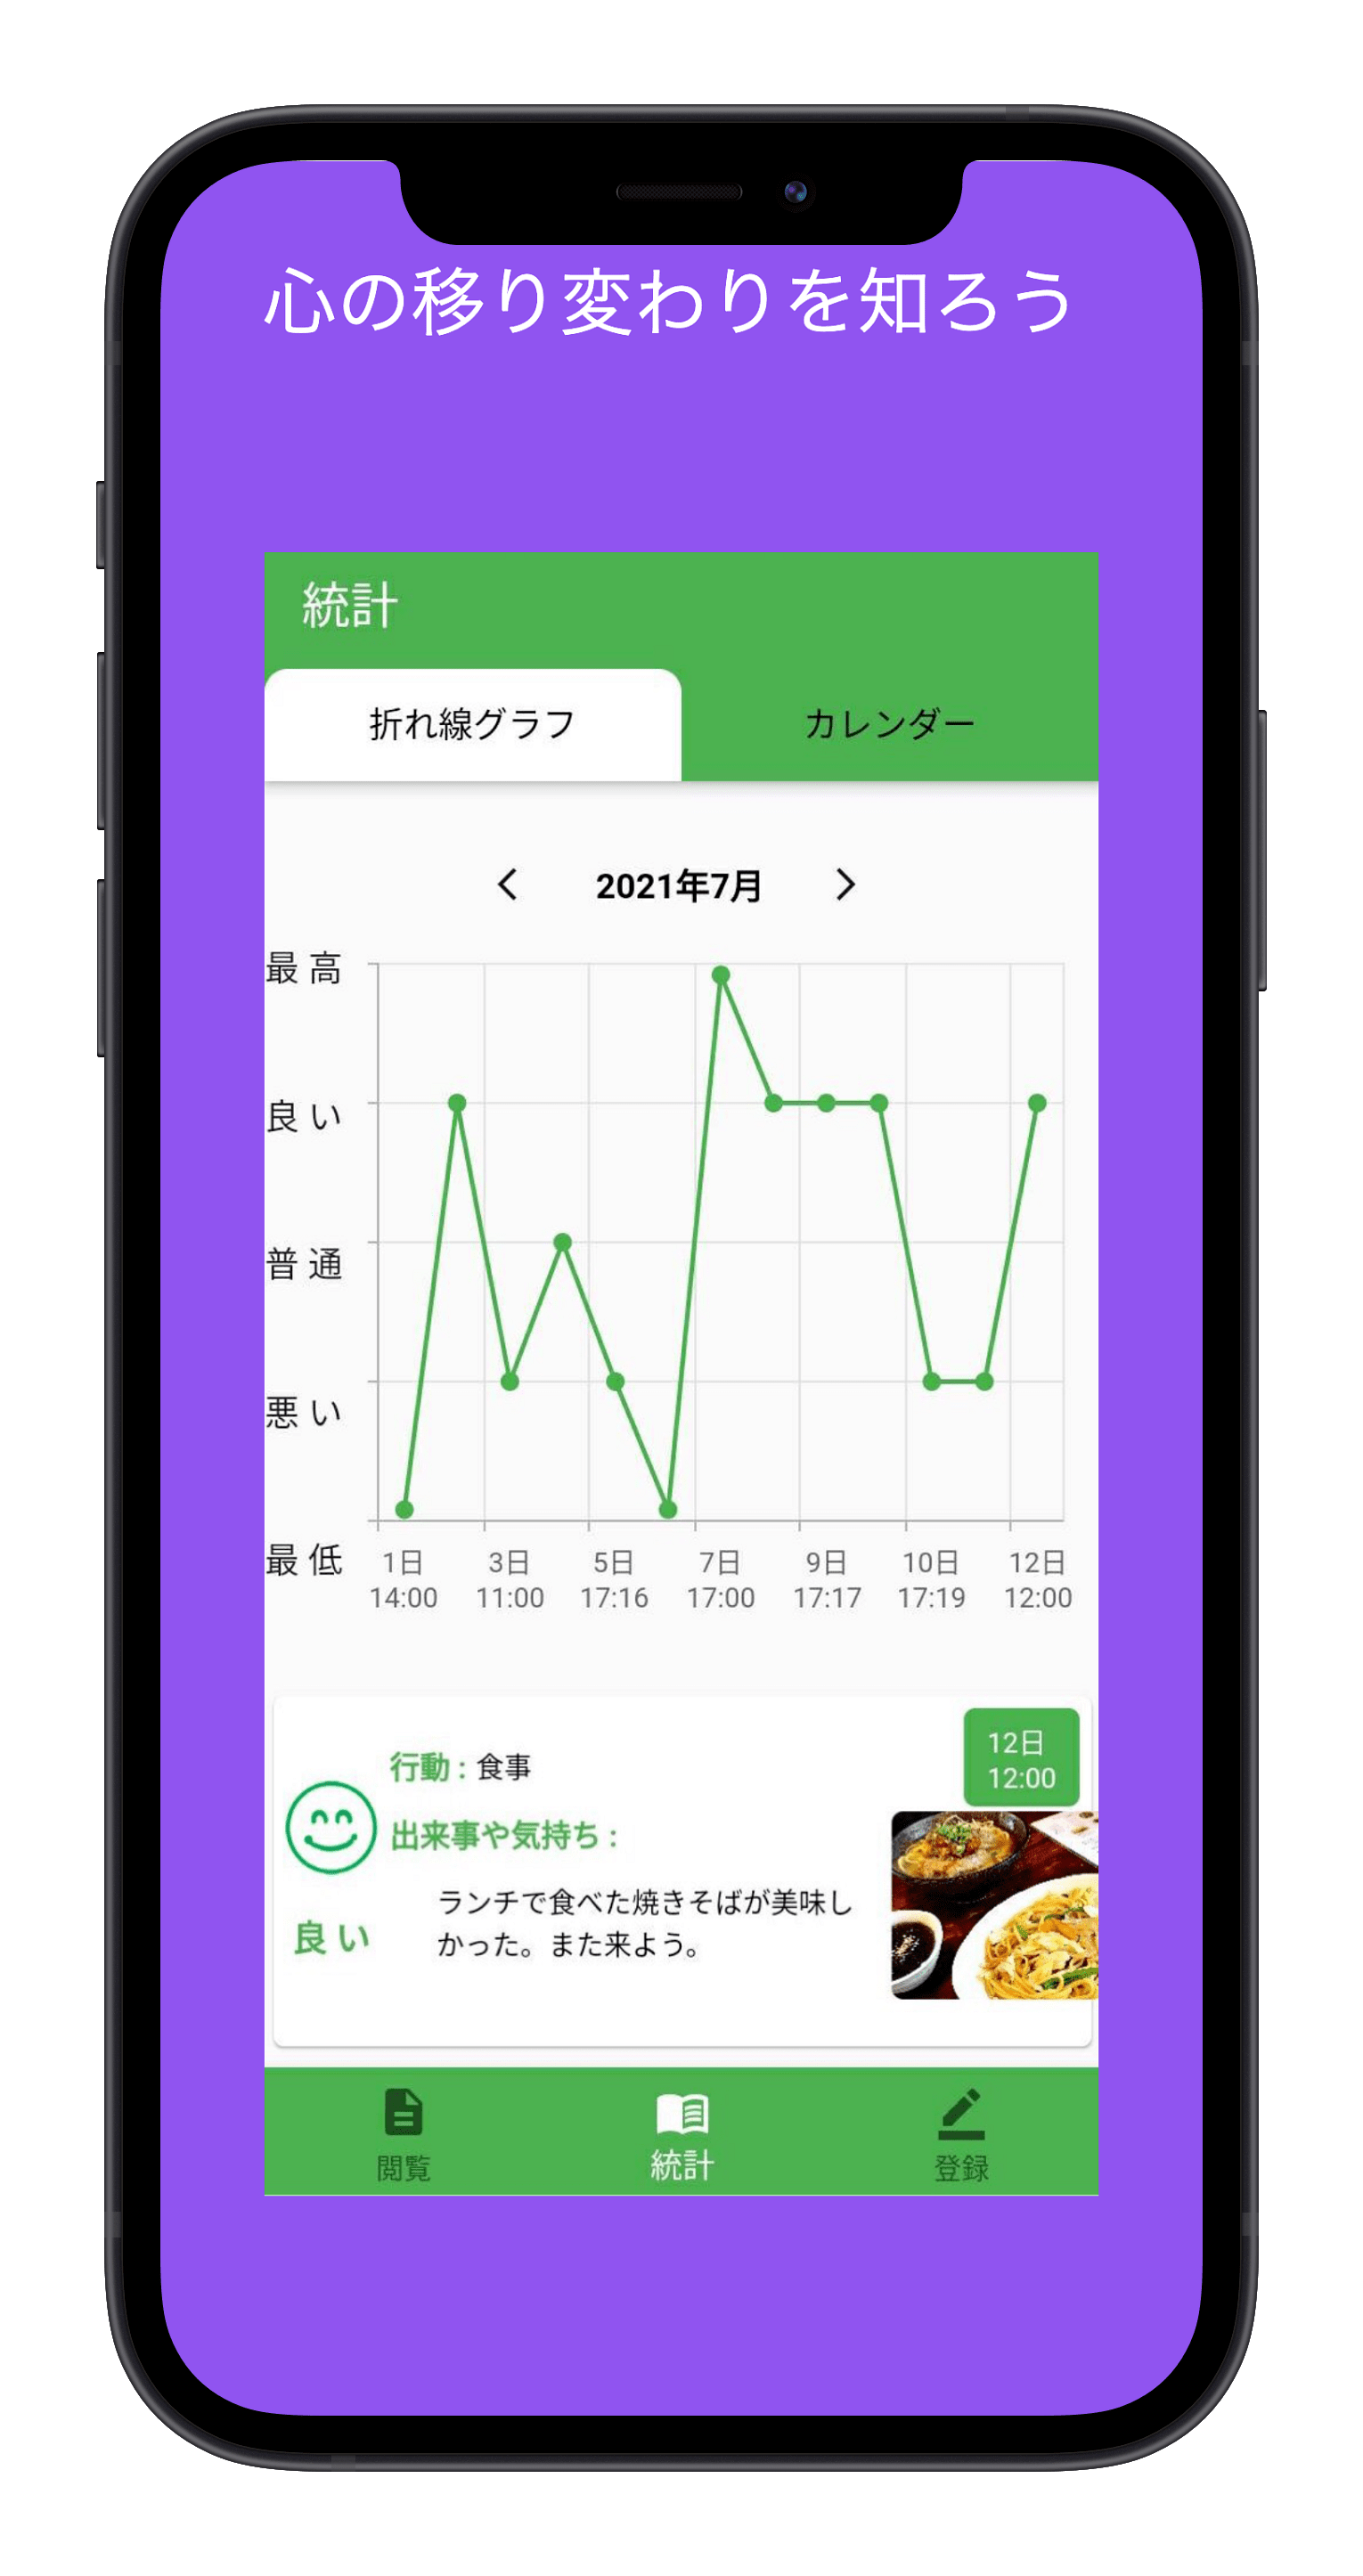 心の移り変わりを知ろう
統計
折れ線グラフ
カレンダー
2021年7月
最高
良い
普通
悪い
最低
1日 3日 5日 7日 9日 10日 12日
14:00 11:00 17:16 17:00 17:17 17:19 12:00
12日
12:00
行動 : 食事
出来事や気持ち :
ランチで食べた焼きそばが美味し
かった。また来よう。
良い
閲覧
統計
登録